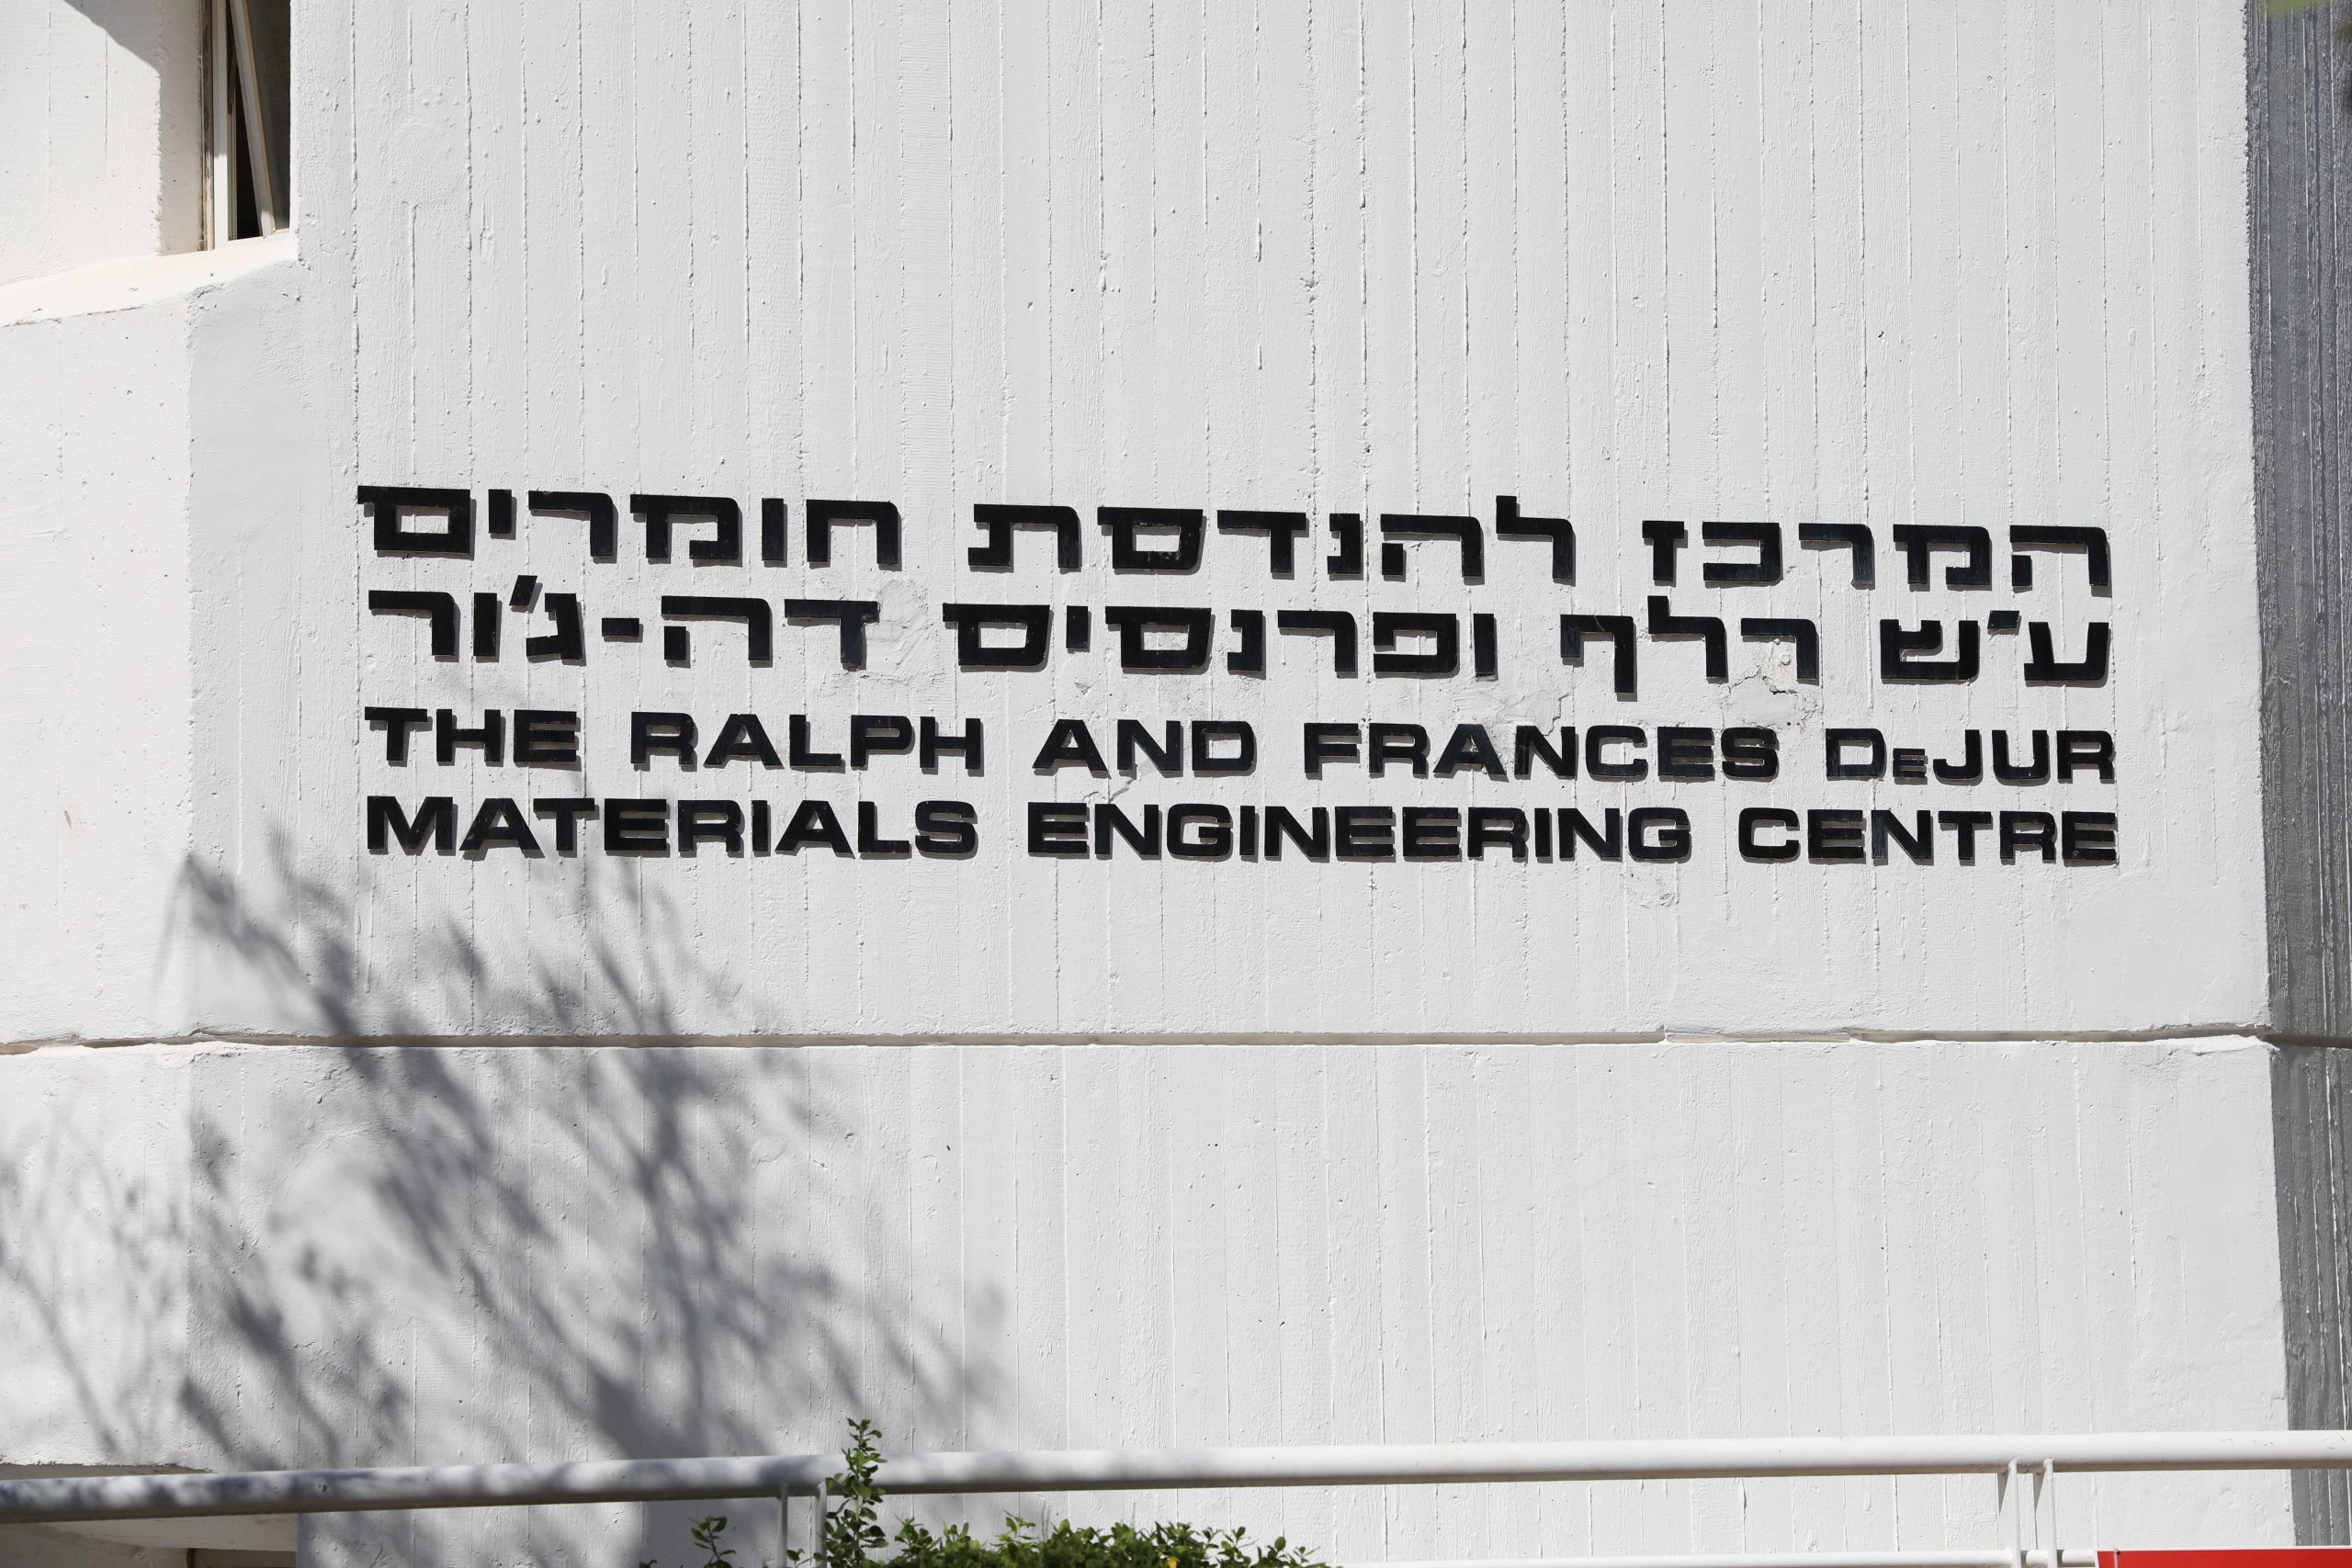 המרכז להנדסת חומרים
ע״ש רלף ופרנסיס דה-ג׳ור
THE RALPH AND FRANCES DeJUR
MATERIALS ENGINEERING CENTRE